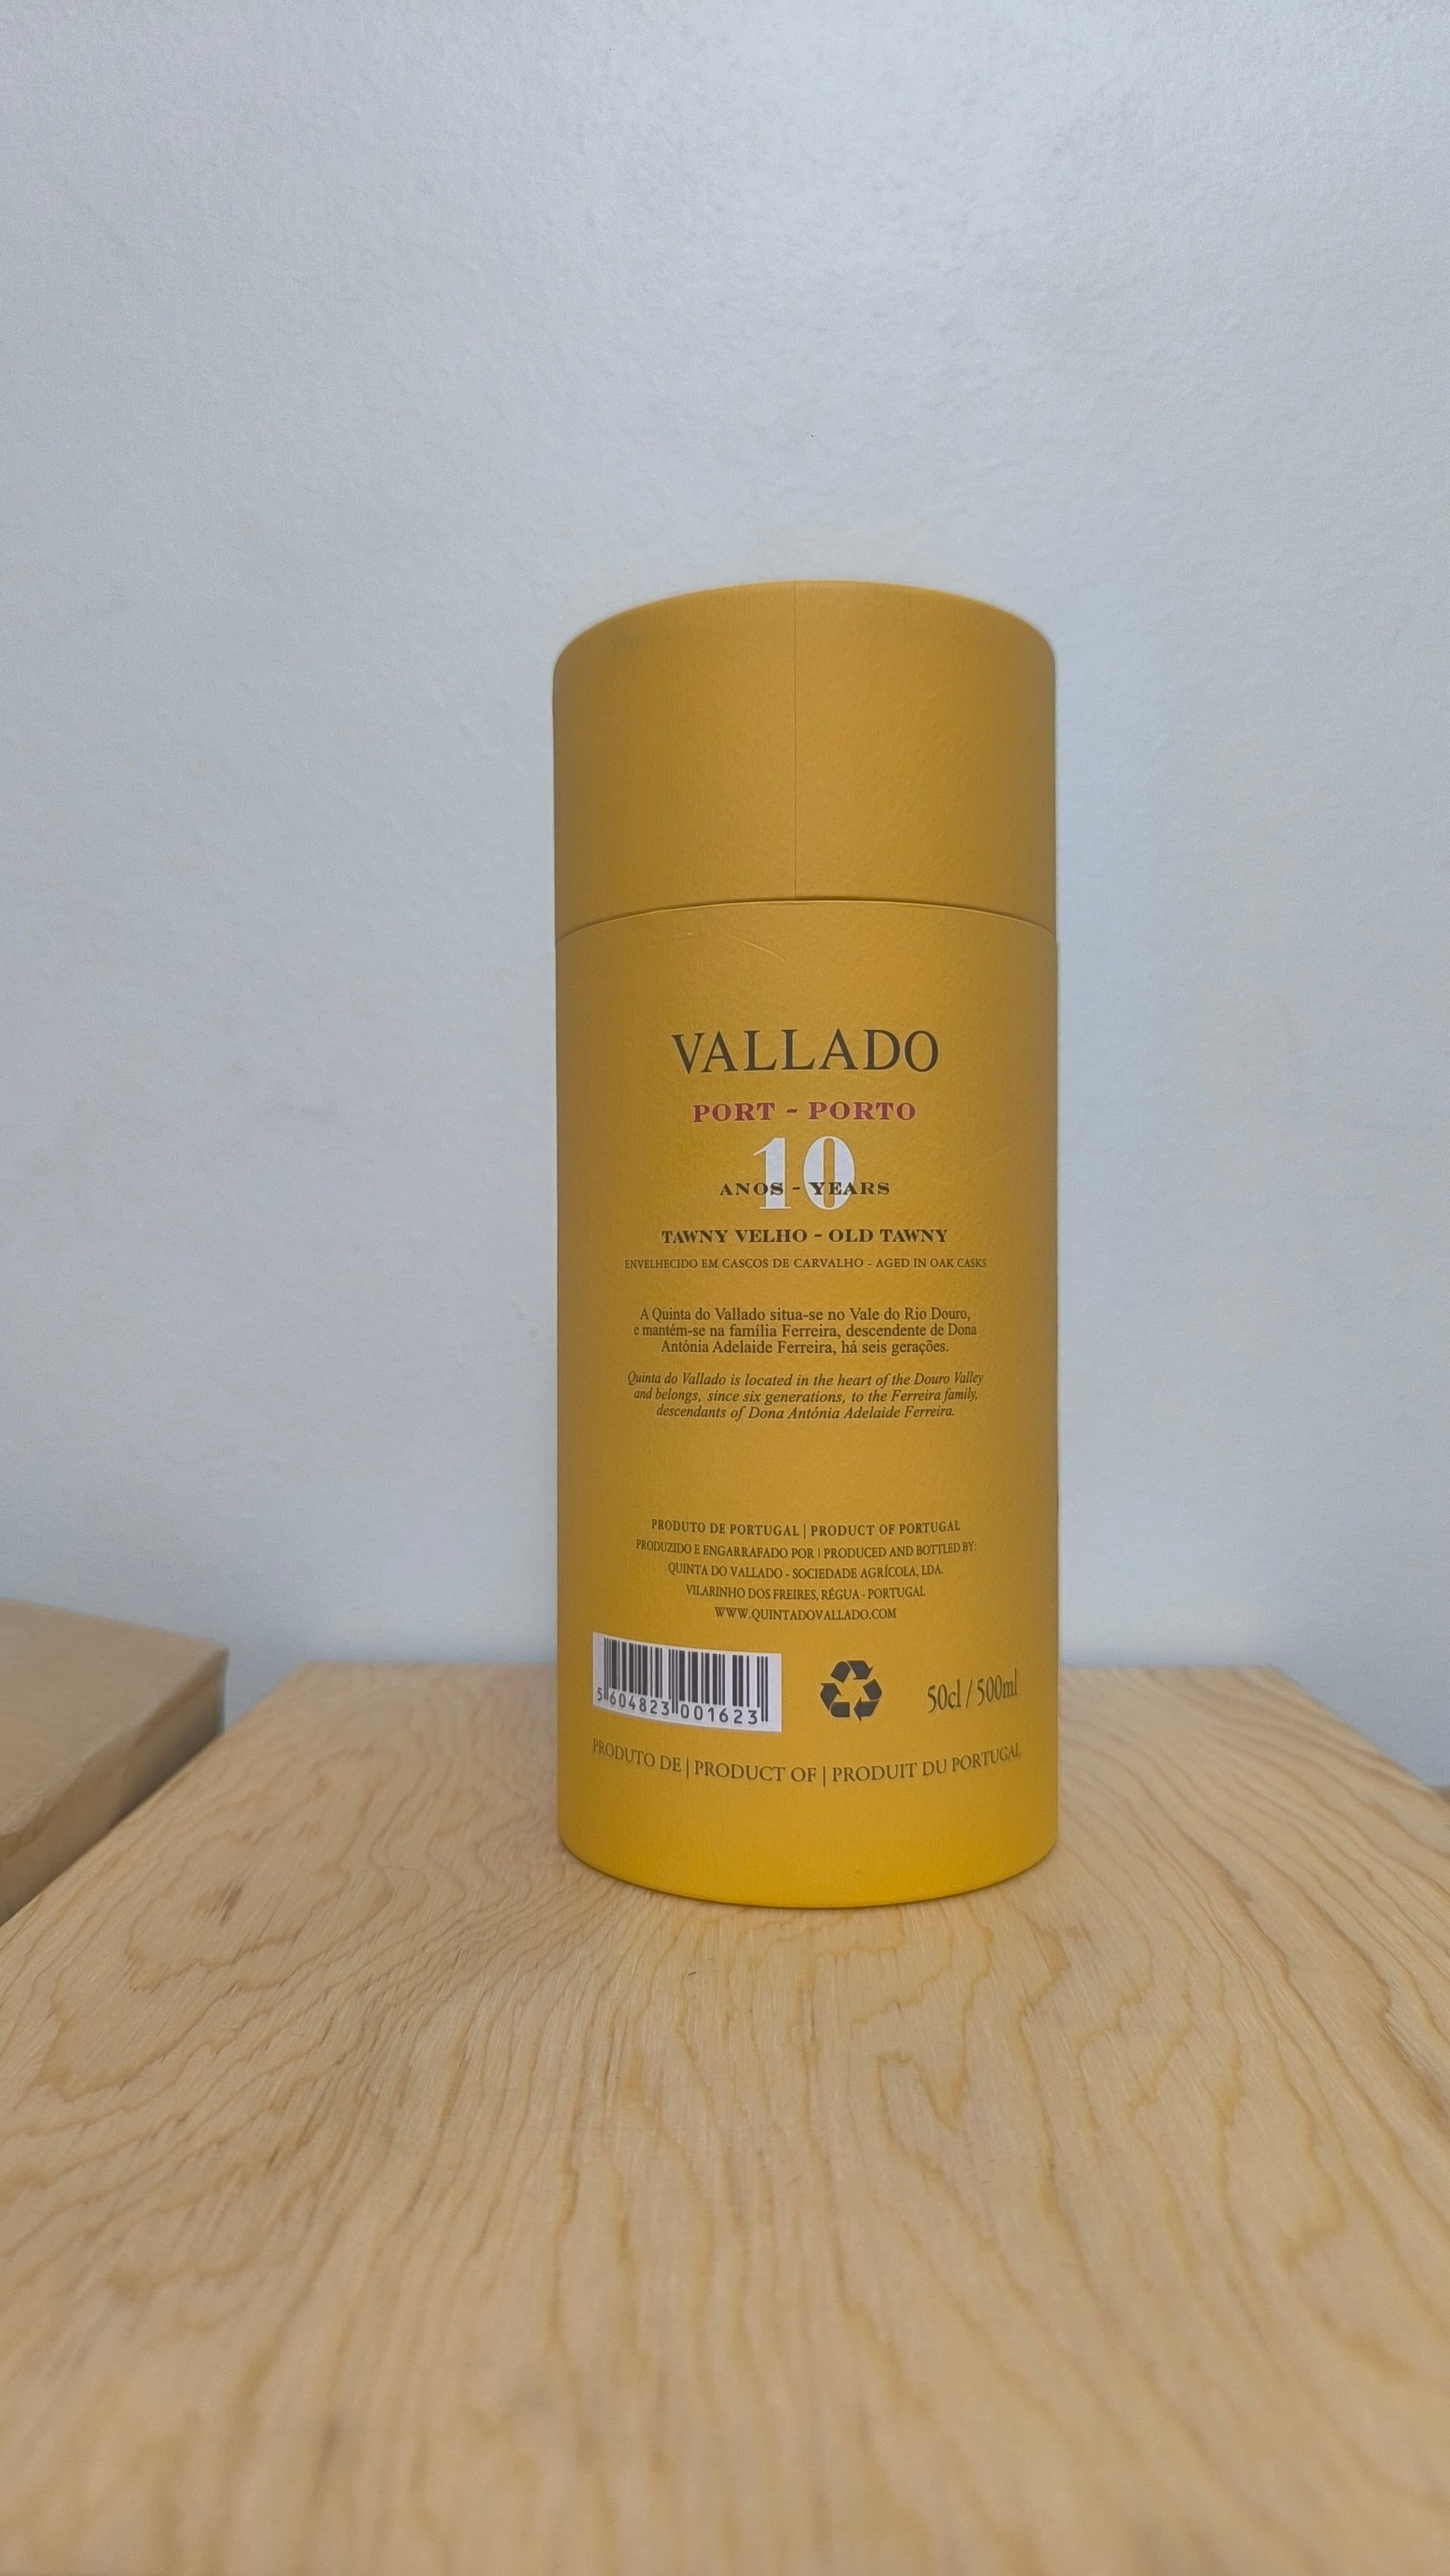 VALLADO
PORT - PORTO
10
ANOS - YEARS
TAWNY VELHO - OLD TAWNY
ENVELHECIDO EM CASCOS DE CARVALHO - AGED IN OAK CASKS
A Quinta do Vallado situa-se no Vale do Rio Douro,
e mantém-se na família Ferreira, descendente de Dona
Antónia Adelaide Ferreira, há seis gerações.
Quinta do Vallado is located in the heart of the Douro Valley
and belongs, since six generations, to the Ferreira family,
descendants of Dona Antónia Adelaide Ferreira.
PRODUTO DE PORTUGAL | PRODUCT OF PORTUGAL
PRODUZIDO E ENGARRAFADO POR | PRODUCED AND BOTTLED BY:
QUINTA DO VALLADO - SOCIEDADE AGRÍCOLA, LDA.
VILARINHO DOS FREIRES, RÉGUA - PORTUGAL
WWW.QUINTADOVALLADO.COM
5 604823 001623
50cl / 500ml
PRODUTO DE | PRODUCT OF | PRODUIT DU PORTUGAL